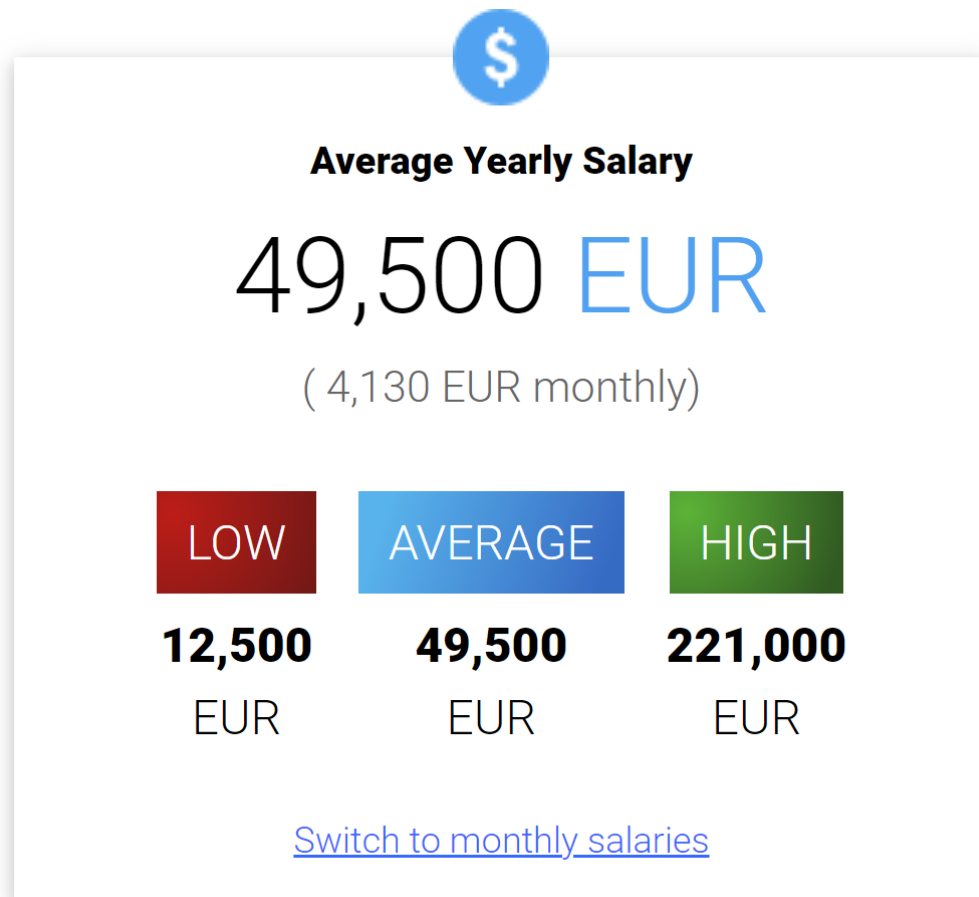 $
Average Yearly Salary
49,500 EUR
( 4,130 EUR monthly)
LOW AVERAGE HIGH
12,500 49,500 221,000
EUR EUR EUR
Switch to monthly salaries